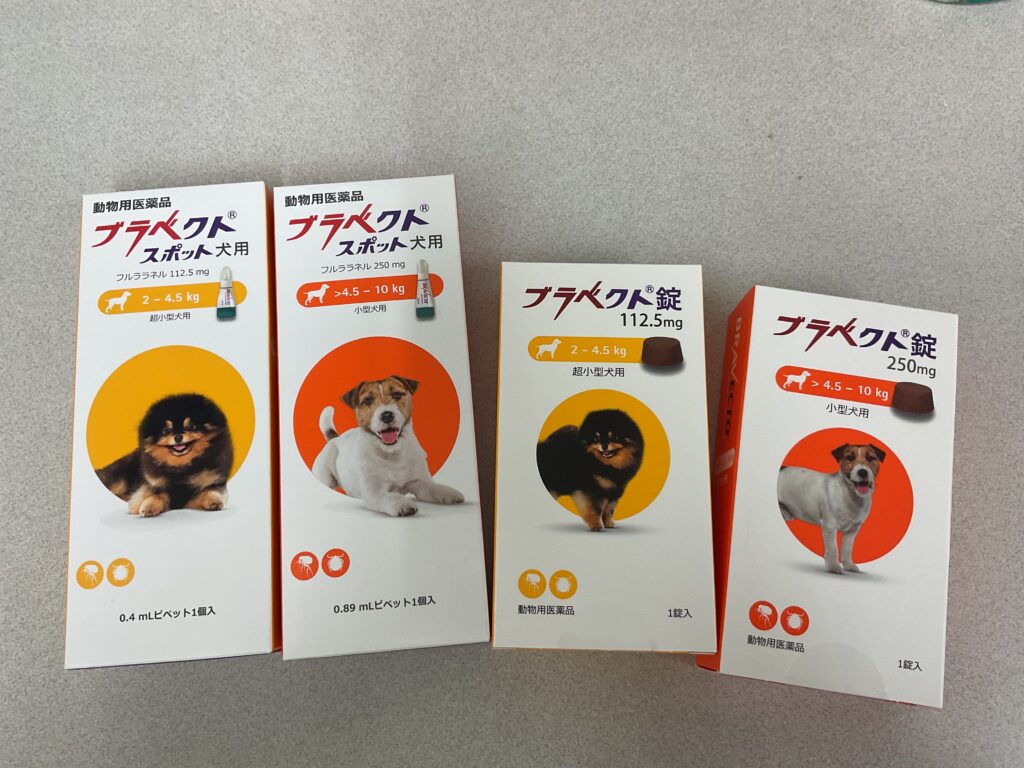 動物用医薬品
ブラベクト®
スポット犬用
フルララネル 112.5 mg
2 – 4.5 kg
超小型犬用
0.4 mLピペット1個入
動物用医薬品
ブラベクト®
スポット犬用
フルララネル 250 mg
>4.5 – 10 kg
小型犬用
0.89 mLピペット1個入
ブラベクト®錠
112.5mg
2 – 4.5 kg
超小型犬用
動物用医薬品
1錠入
BRAVECTO
ブラベクト®錠
250mg
> 4.5 – 10 kg
小型犬用
動物用医薬品
1錠入